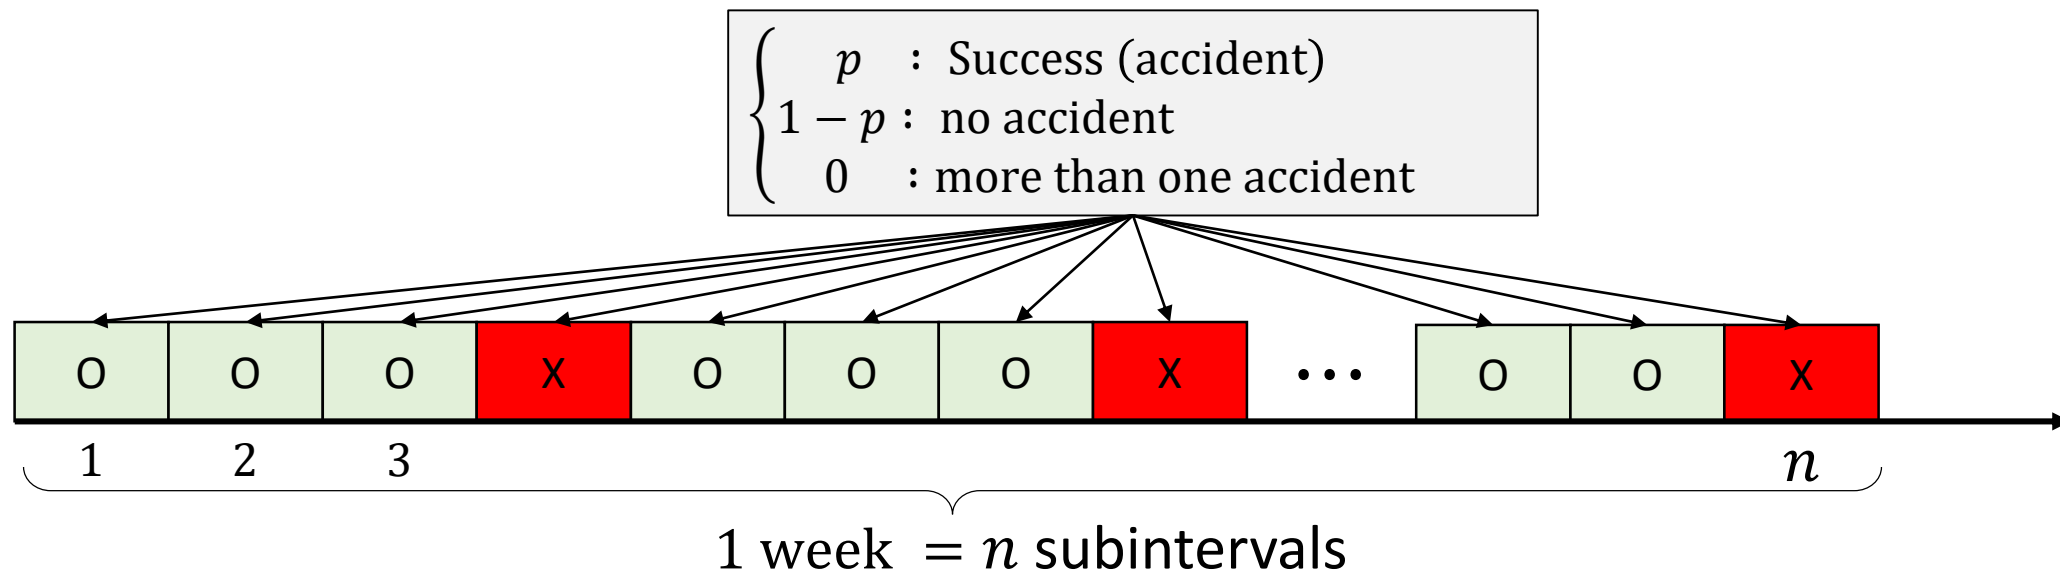 p : Success (accident)
1 − p : no accident
0 : more than one accident
O O O X O O O X ••• O O X
1 2 3 n
1 week = n subintervals